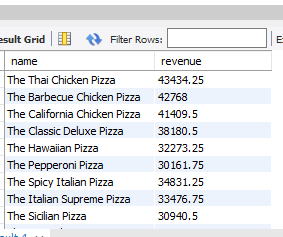 esult Grid Filter Rows: E
name revenue
The Thai Chicken Pizza 43434.25
The Barbecue Chicken Pizza 42768
The California Chicken Pizza 41409.5
The Classic Deluxe Pizza 38180.5
The Hawaiian Pizza 32273.25
The Pepperoni Pizza 30161.75
The Spicy Italian Pizza 34831.25
The Italian Supreme Pizza 33476.75
The Sicilian Pizza 30940.5